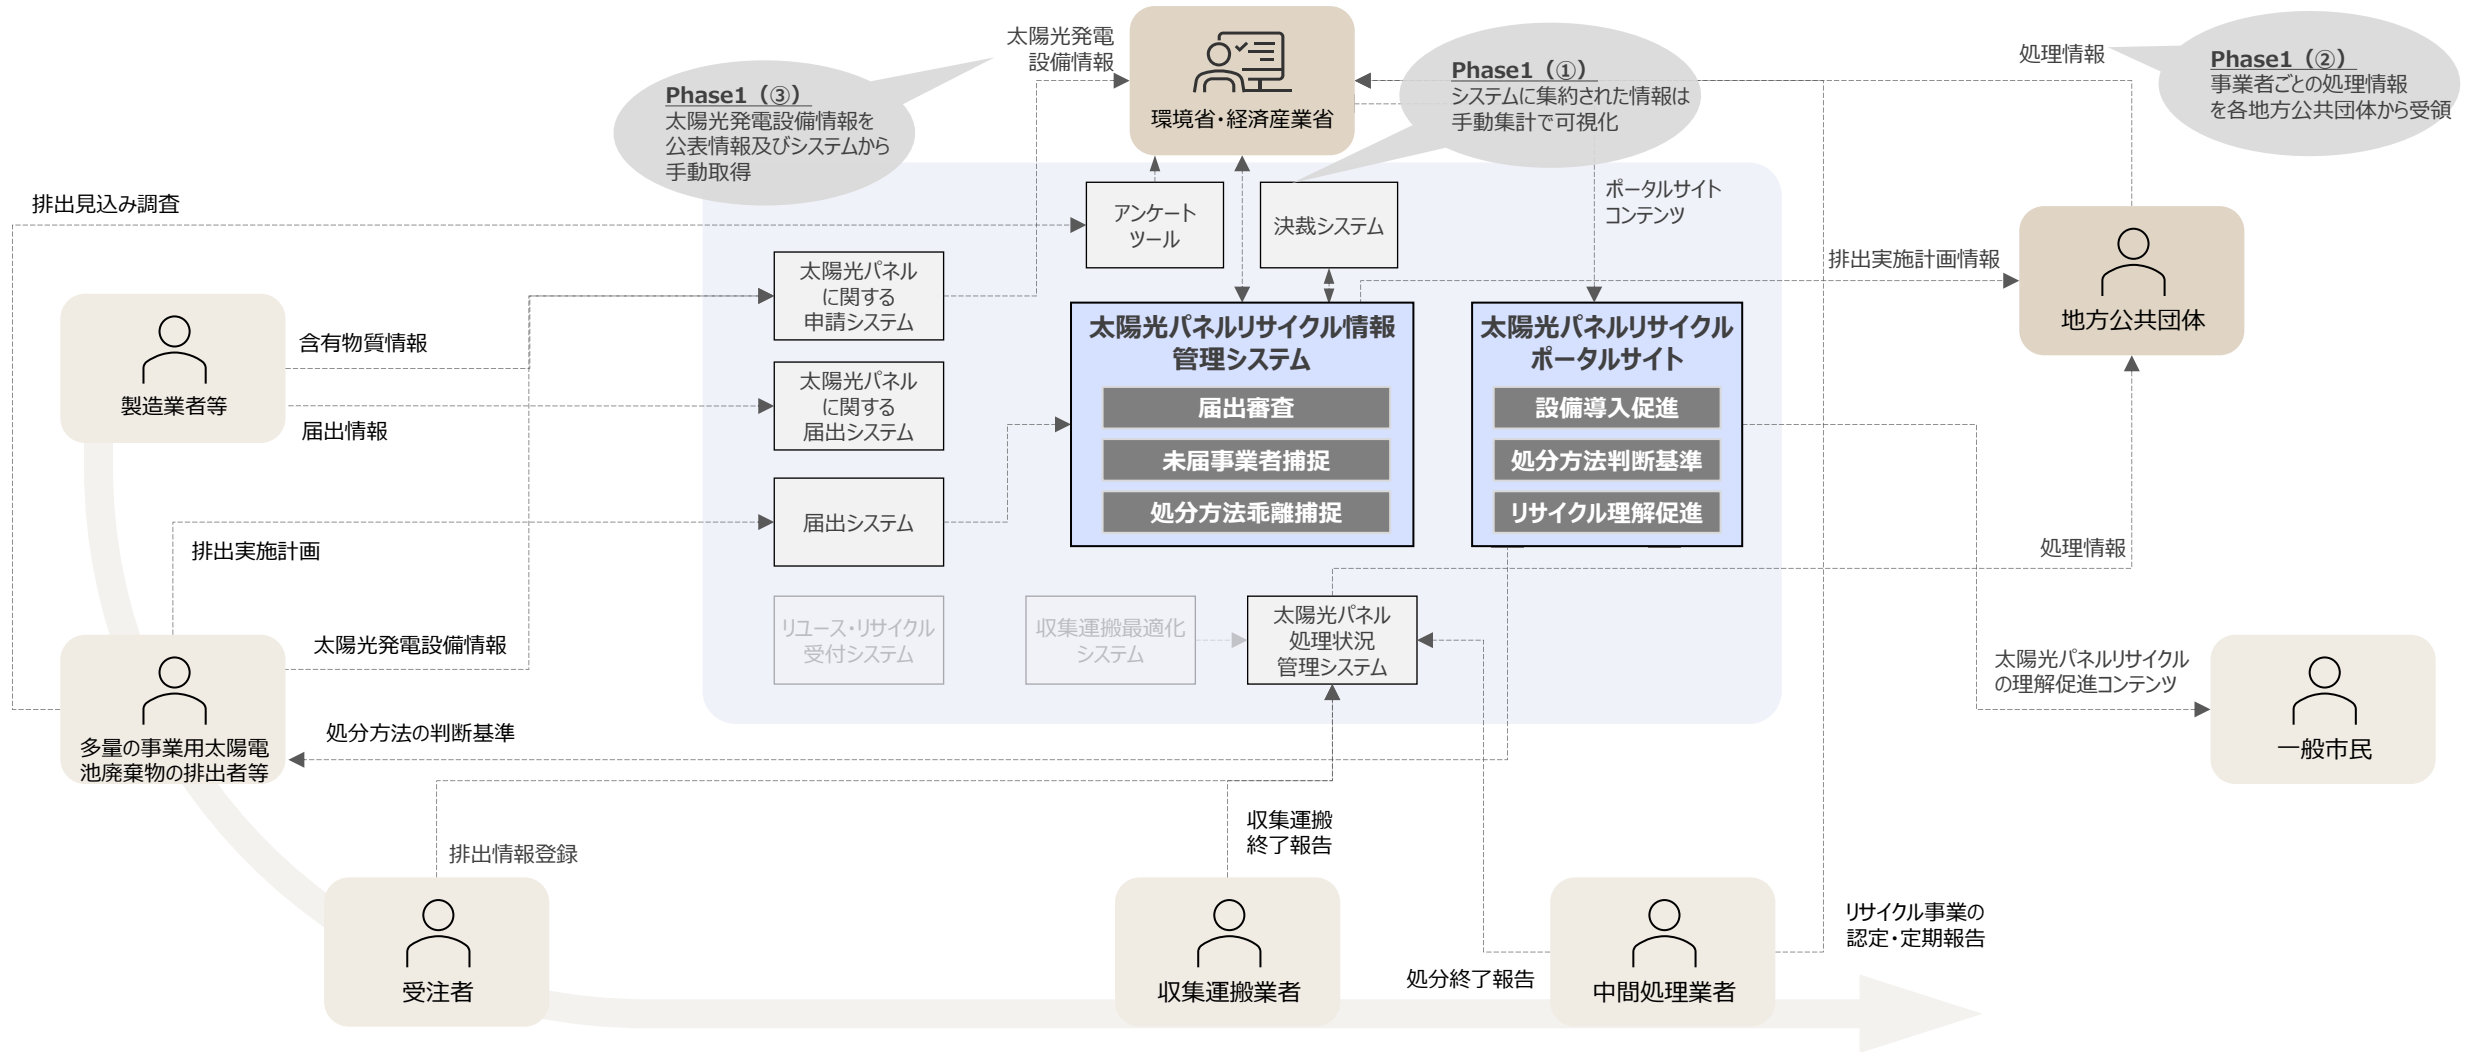 太陽光発電
設備情報
環境省・経済産業省
Phase1（①）
システムに集約された情報は
手動集計で可視化
処理情報
Phase1（②）
事業者ごとの処理情報
を各地方公共団体から受領
Phase1（③）
太陽光発電設備情報を
公表情報及びシステムから
手動取得
排出見込み調査
アンケート
ツール
決裁システム
ポータルサイト
コンテンツ
排出実施計画情報
地方公共団体
太陽光パネル
に関する
申請システム
製造業者等
含有物質情報
届出情報
太陽光パネル
に関する
届出システム
太陽光パネルリサイクル情報
管理システム
届出審査
未届事業者捕捉
処分方法乖離捕捉
太陽光パネルリサイクル
ポータルサイト
設備導入促進
処分方法判断基準
リサイクル理解促進
届出システム
排出実施計画
処理情報
リユース・リサイクル
受付システム
収集運搬最適化
システム
太陽光パネル
処理状況
管理システム
太陽光発電設備情報
多量の事業用太陽電
池廃棄物の排出者等
処分方法の判断基準
太陽光パネルリサイクル
の理解促進コンテンツ
一般市民
排出情報登録
収集運搬
終了報告
リサイクル事業の
認定・定期報告
処分終了報告
受注者
収集運搬業者
中間処理業者